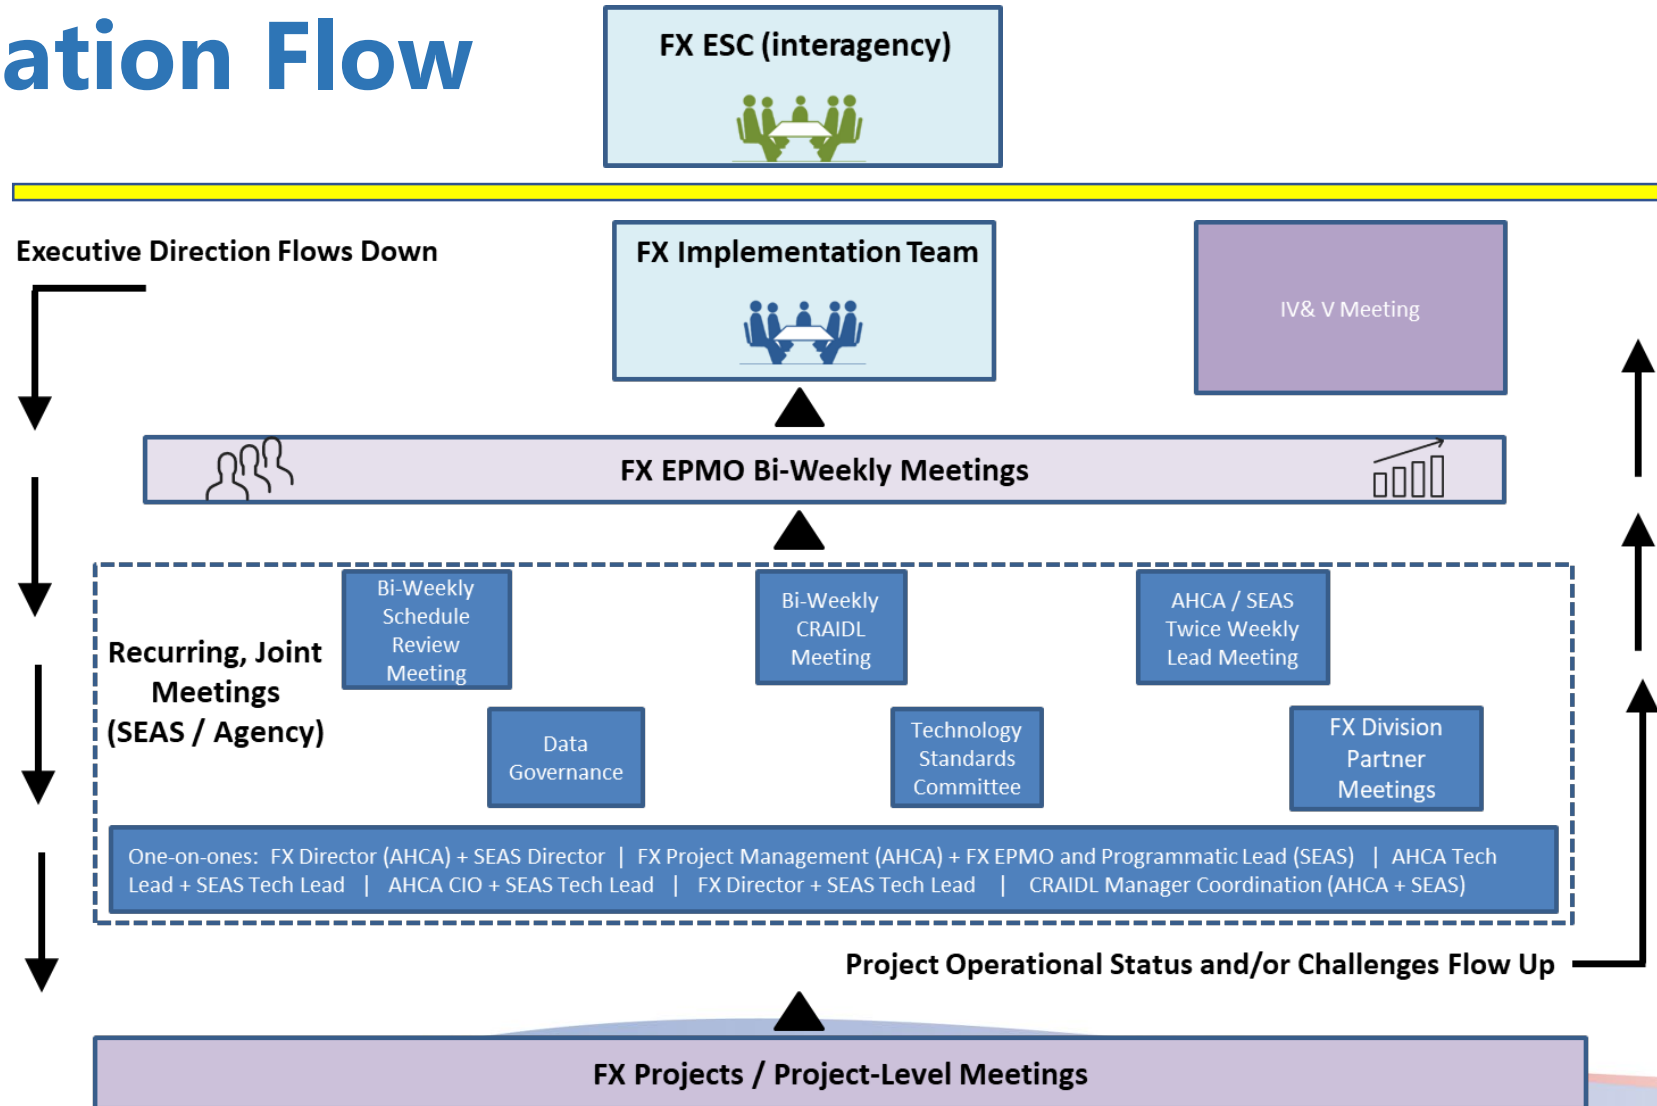 ation Flow
FX ESC (interagency)
Executive Direction Flows Down
FX Implementation Team
IV& V Meeting
FX EPMO Bi-Weekly Meetings
Recurring, Joint
Meetings
(SEAS / Agency)
Bi-Weekly
Schedule
Review
Meeting
Bi-Weekly
CRAIDL
Meeting
AHCA / SEAS
Twice Weekly
Lead Meeting
Data
Governance
Technology
Standards
Committee
FX Division
Partner
Meetings
One-on-ones: FX Director (AHCA) + SEAS Director | FX Project Management (AHCA) + FX EPMO and Programmatic Lead (SEAS) | AHCA Tech
Lead + SEAS Tech Lead | AHCA CIO + SEAS Tech Lead | FX Director + SEAS Tech Lead | CRAIDL Manager Coordination (AHCA + SEAS)
Project Operational Status and/or Challenges Flow Up
FX Projects / Project-Level Meetings